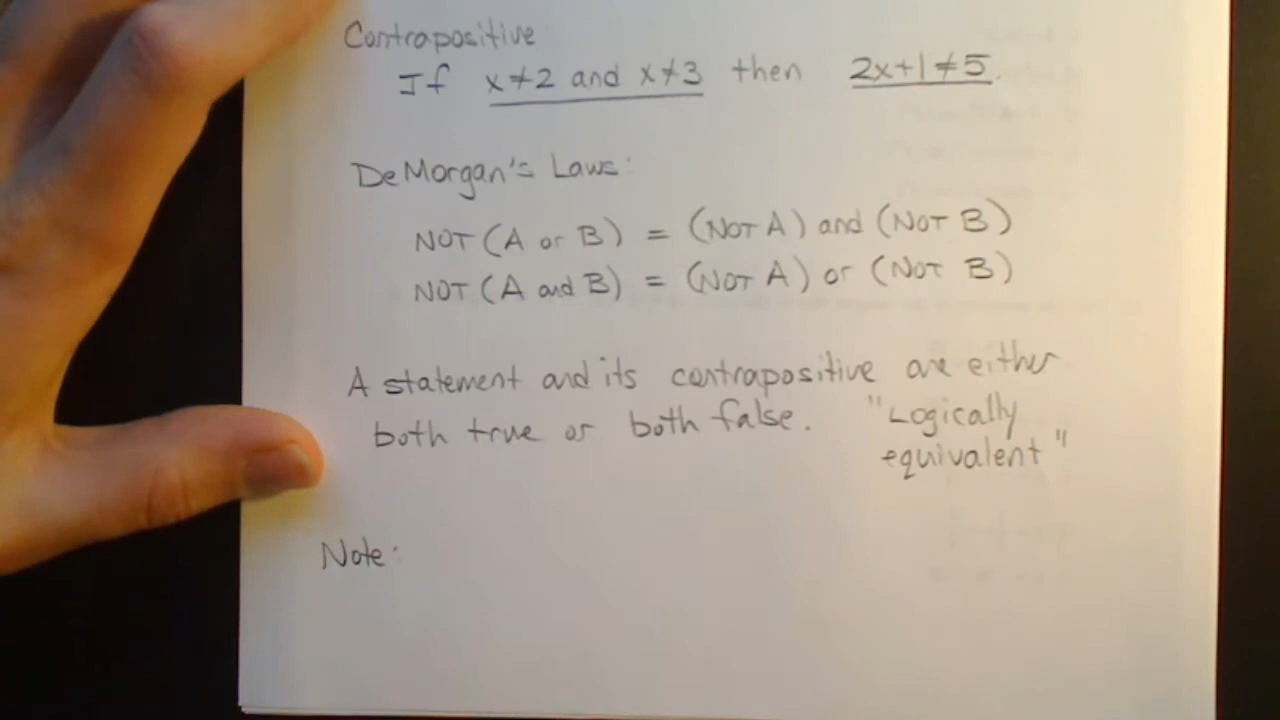 Contrapositive
If x≠2 and x≠3 then 2x+1≠5.
DeMorgan's Laws:
NOT (A or B) = (NOT A) and (NOT B)
NOT (A and B) = (NOT A) or (NOT B)
A statement and its contrapositive are either
both true or both false. "Logically
equivalent"
Note: